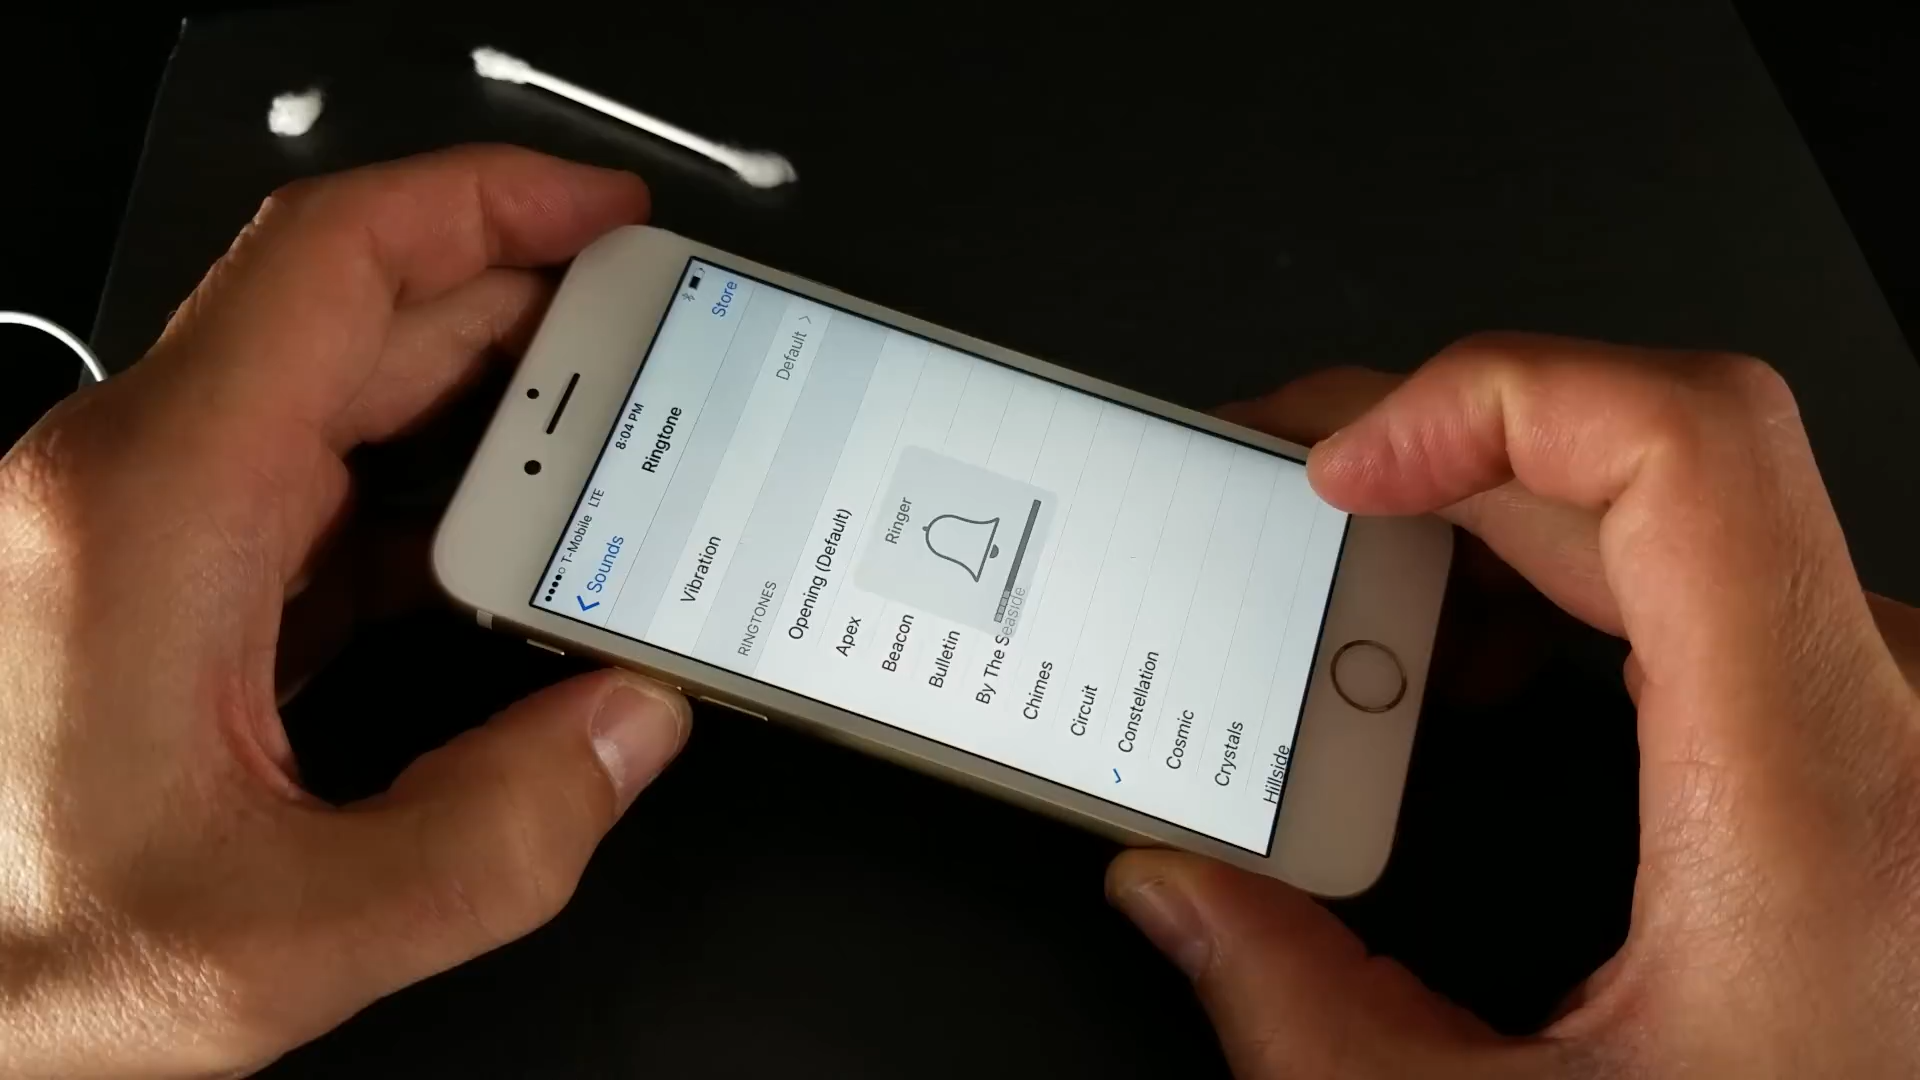 ●●●●○ T-Mobile LTE 8:04 PM
Sounds Ringtone Store
Vibration Default
RINGTONES
Opening (Default)
Apex
Beacon
Bulletin
By The Seaside
Chimes
Circuit
Constellation
Cosmic
Crystals
Hillside
Ringer